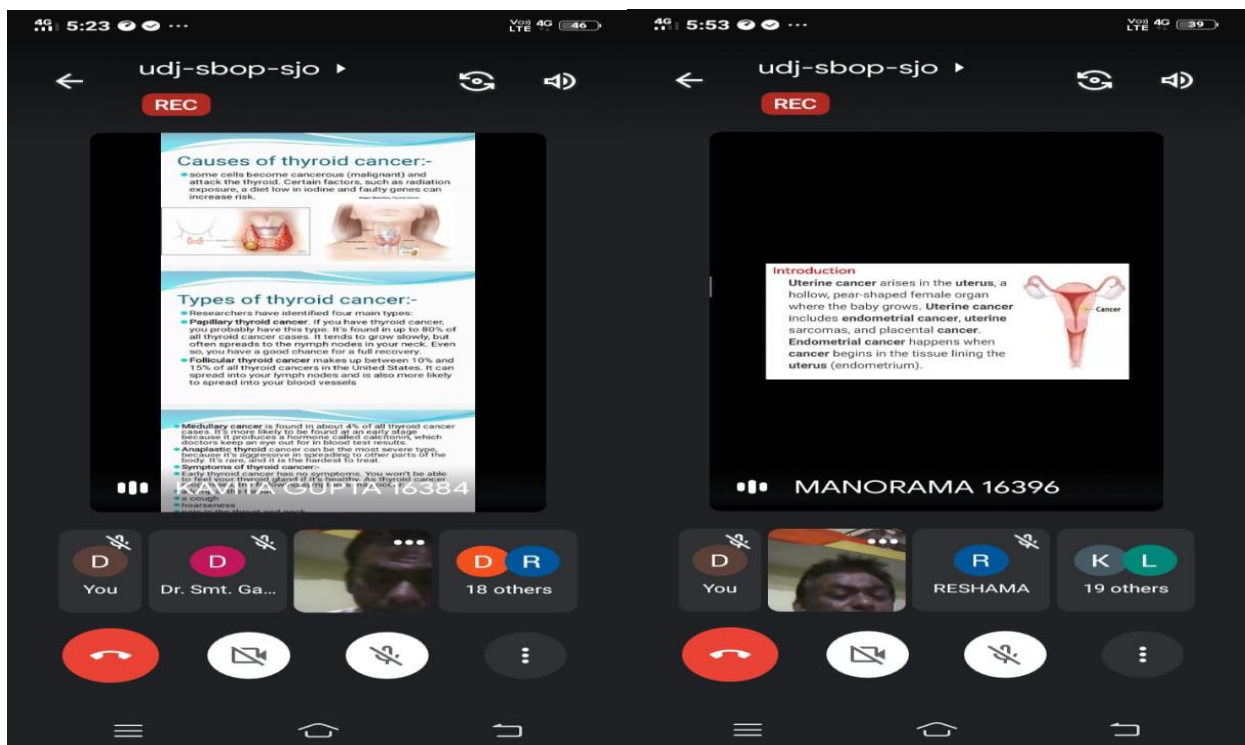 4G 5:23 ...
Vo)) LTE 4G 46
udj-sbop-sjo
REC
Causes of thyroid cancer:-
some cells become cancerous (malignant) and
attack the thyroid. Certain factors, such as radiation
exposure, a diet low in iodine and faulty genes can
increase risk.
Types of thyroid cancer:-
Researchers have identified four main types:
Papillary thyroid cancer. If you have thyroid cancer,
you probably have this type. It's found in up to 80% of
all thyroid cancer cases. It tends to grow slowly, but
often spreads to the nymph nodes in your neck. Even
so, you have a good chance for a full recovery.
Follicular thyroid cancer makes up between 10% and
15% of all thyroid cancers in the United States. It can
spread into your lymph nodes and is also more likely
to spread into your blood vessels
Medullary cancer is found in about 4% of all thyroid cancer
cases. It's more likely to be found at an early stage
because it produces a hormone called calcitonin, which
doctors keep an eye out for in blood test results.
Anaplastic thyroid cancer can be the most severe type,
because it's aggressive in spreading to other parts of the
body. It's rare, and it is the hardest to treat.
Symptoms of thyroid cancer:-
Early thyroid cancer has no symptoms. You won't be able
to feel your thyroid gland if it's healthy. As thyroid cancer
KAVITA GUPTA 16384
a cough
hoarseness
D
You
D
Dr. Smt. Ga...
D R
18 others
4G 5:53 ...
Vo)) LTE 4G 39
udj-sbop-sjo
REC
Introduction
Uterine cancer arises in the uterus, a
hollow, pear-shaped female organ
where the baby grows. Uterine cancer
includes endometrial cancer, uterine
sarcomas, and placental cancer.
Endometrial cancer happens when
cancer begins in the tissue lining the
uterus (endometrium).
Cancer
MANORAMA 16396
D
You
R
RESHAMA
K L
19 others